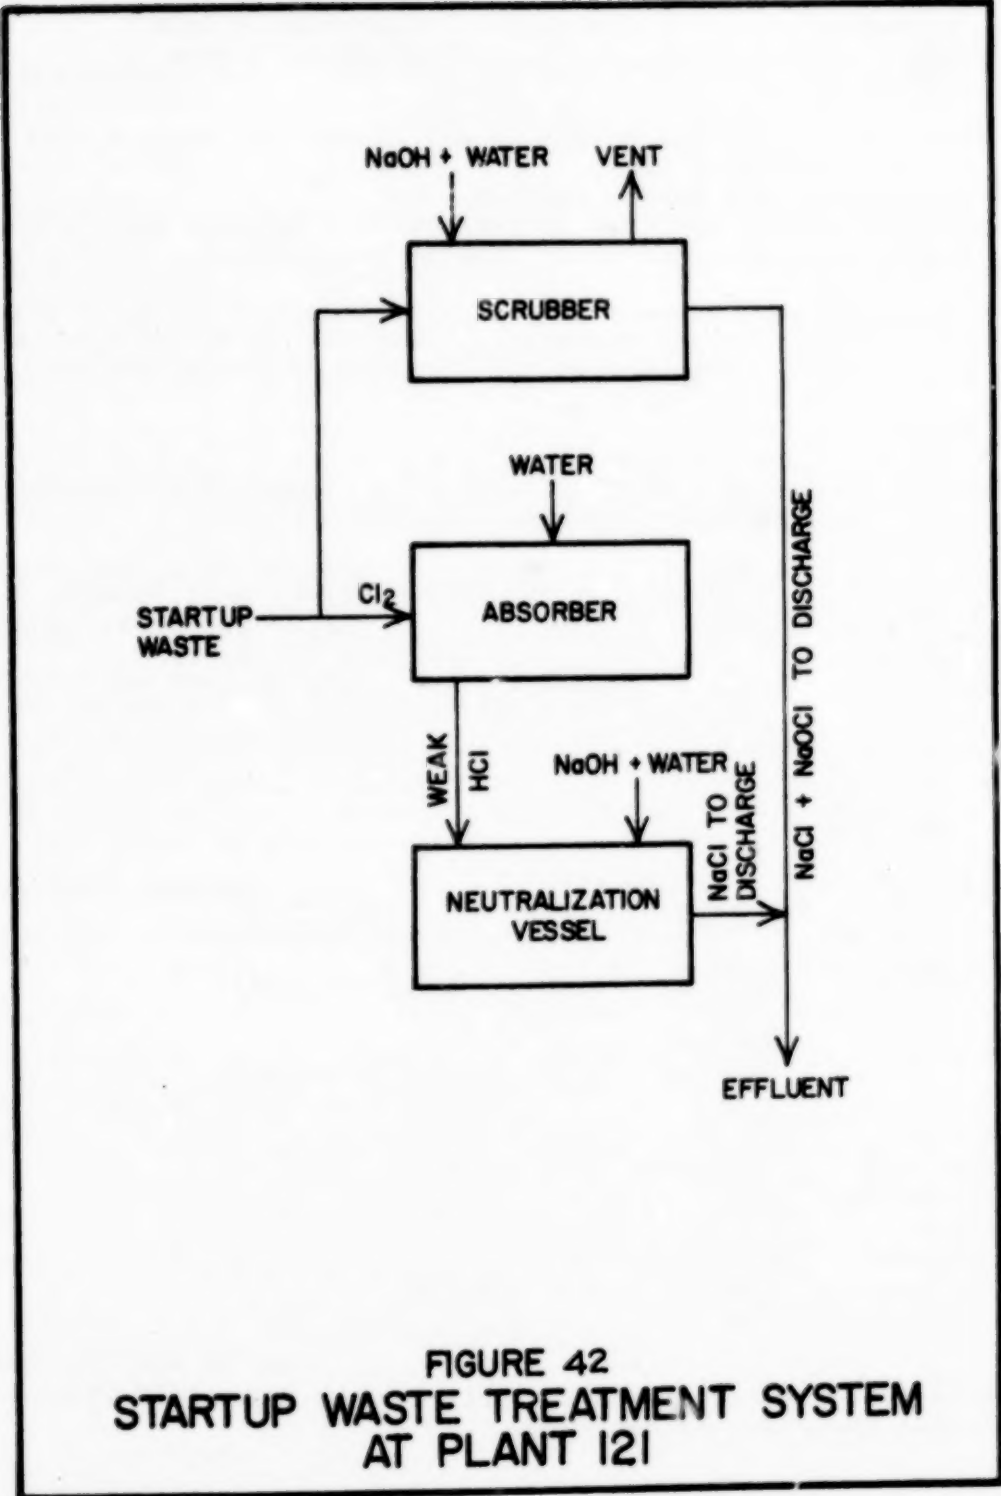 NaOH + WATER
VENT
SCRUBBER
WATER
Cl2
STARTUP
WASTE
ABSORBER
WEAK
HCl
NaOH + WATER
NaCl TO
DISCHARGE
NaCl + NaOCl TO DISCHARGE
NEUTRALIZATION
VESSEL
EFFLUENT
FIGURE 42
STARTUP WASTE TREATMENT SYSTEM
AT PLANT 121